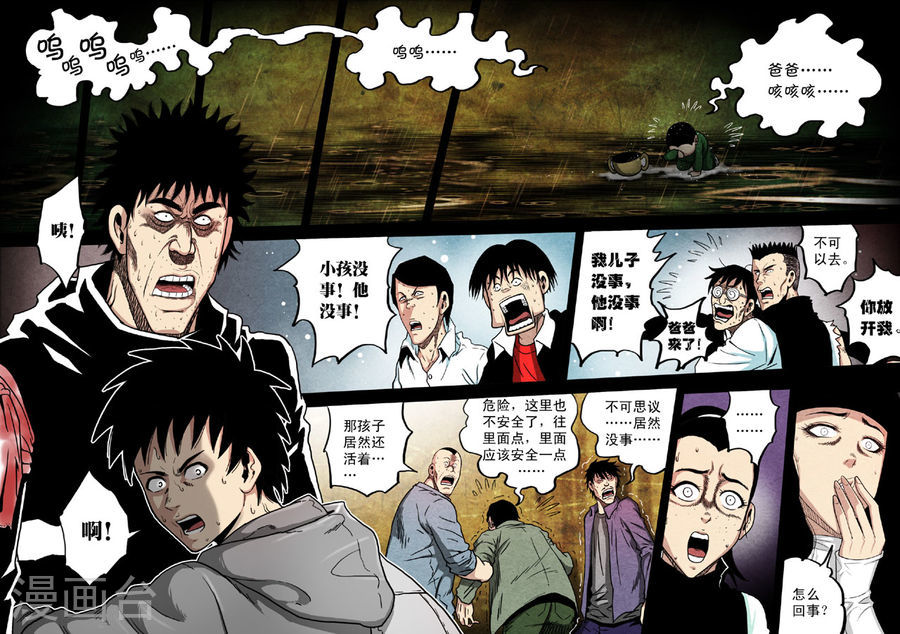 呜呜
呜呜呜……
呜呜……
爸爸……
咳咳咳……
咦！
啊！
小孩没
事！他
没事！
我儿子
没事，
他没事
啊！
爸爸
来了！
不可
以去。
你放
开我。
那孩子
居然还
活着……
危险，这里也
不安全了，往
里面点，里面
应该安全一点
……
不可思议
……居然
没事……
……
……
怎么
回事？
漫画台